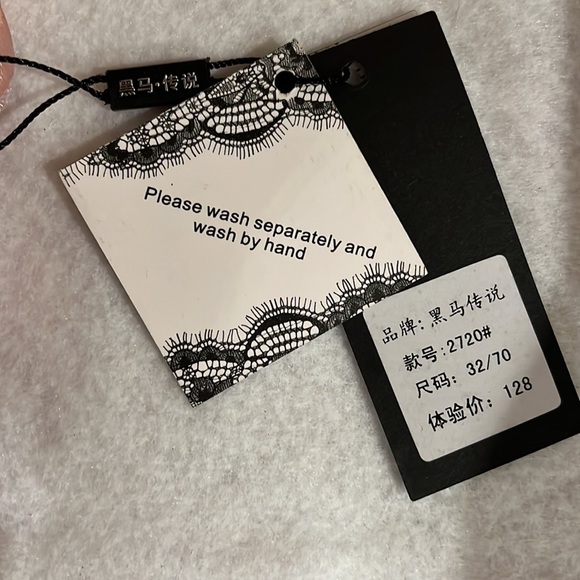 黑马·传说
Please wash separately and
wash by hand
品牌: 黑马传说
款号:2720#
尺码: 32/70
体验价: 128